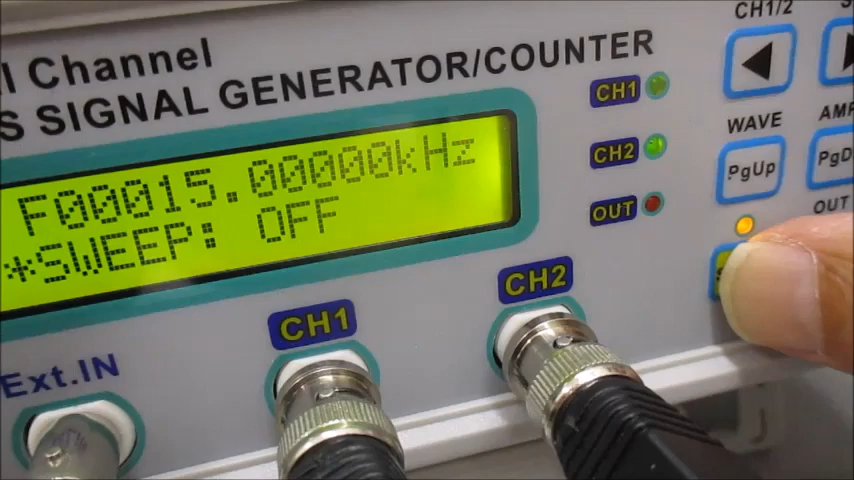 l Channel
S SIGNAL GENERATOR/COUNTER
CH1/2
CH1
CH2
OUT
WAVE
AMP
PgUp
PgD
OUT
F00015.00000kHz
*SWEEP: OFF
CH1
CH2
Ext.IN